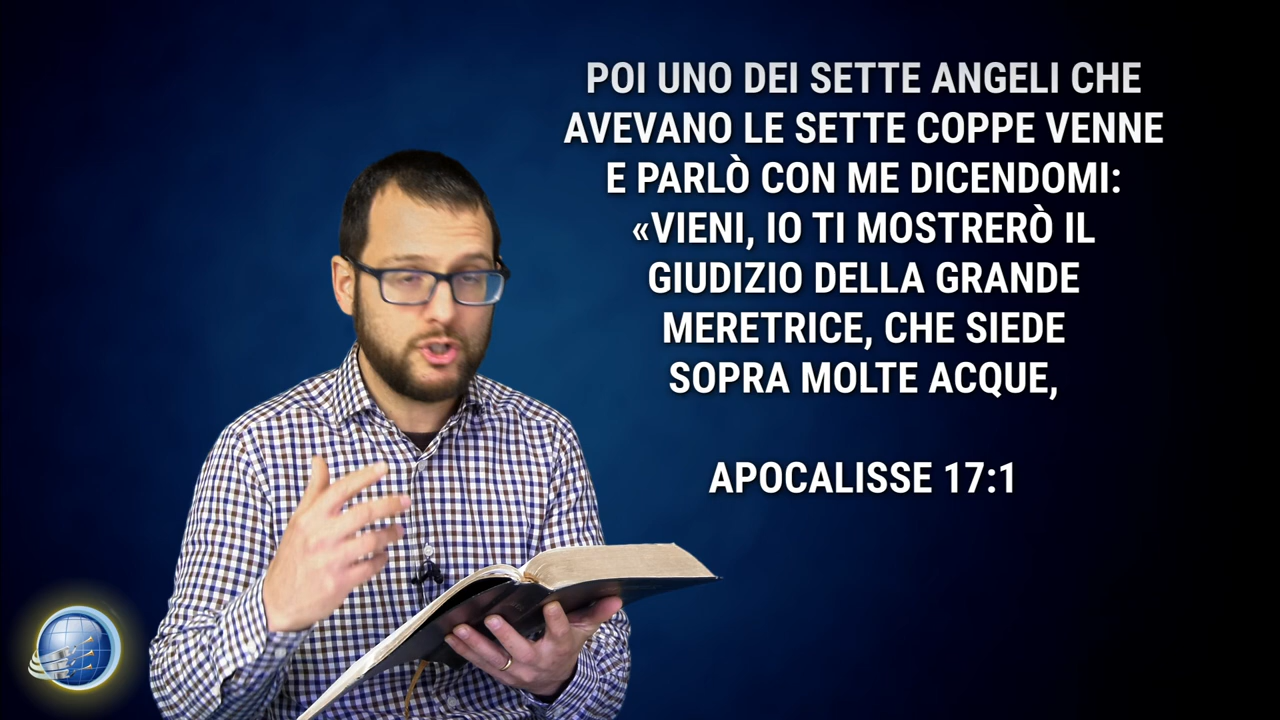 POI UNO DEI SETTE ANGELI CHE
AVEVANO LE SETTE COPPE VENNE
E PARLÒ CON ME DICENDOMI:
«VIENI, IO TI MOSTRERÒ IL
GIUDIZIO DELLA GRANDE
MERETRICE, CHE SIEDE
SOPRA MOLTE ACQUE,
APOCALISSE 17:1